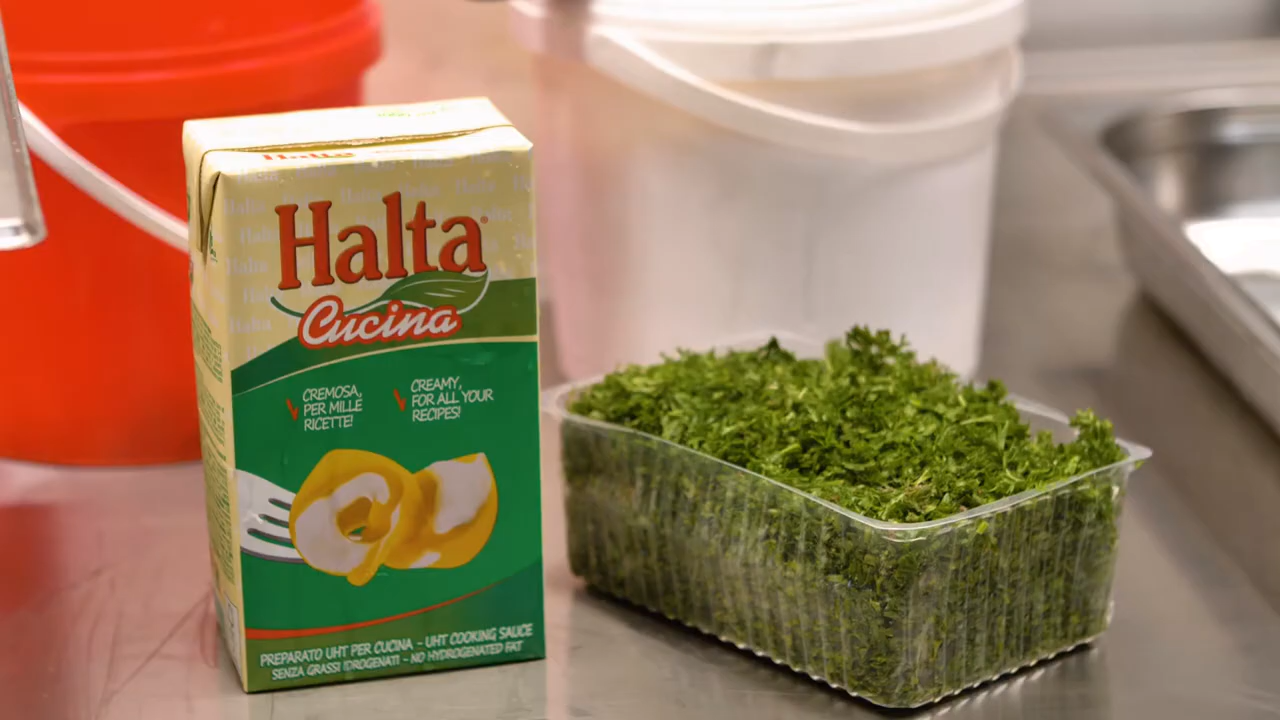 Halta
Halta
Cucina
CREMOSA,
PER MILLE
RICETTE!
CREAMY,
FOR ALL YOUR
RECIPES!
PREPARATO UHT PER CUCINA - UHT COOKING SAUCE
SENZA GRASSI IDROGENATI - NO HYDROGENATED FAT